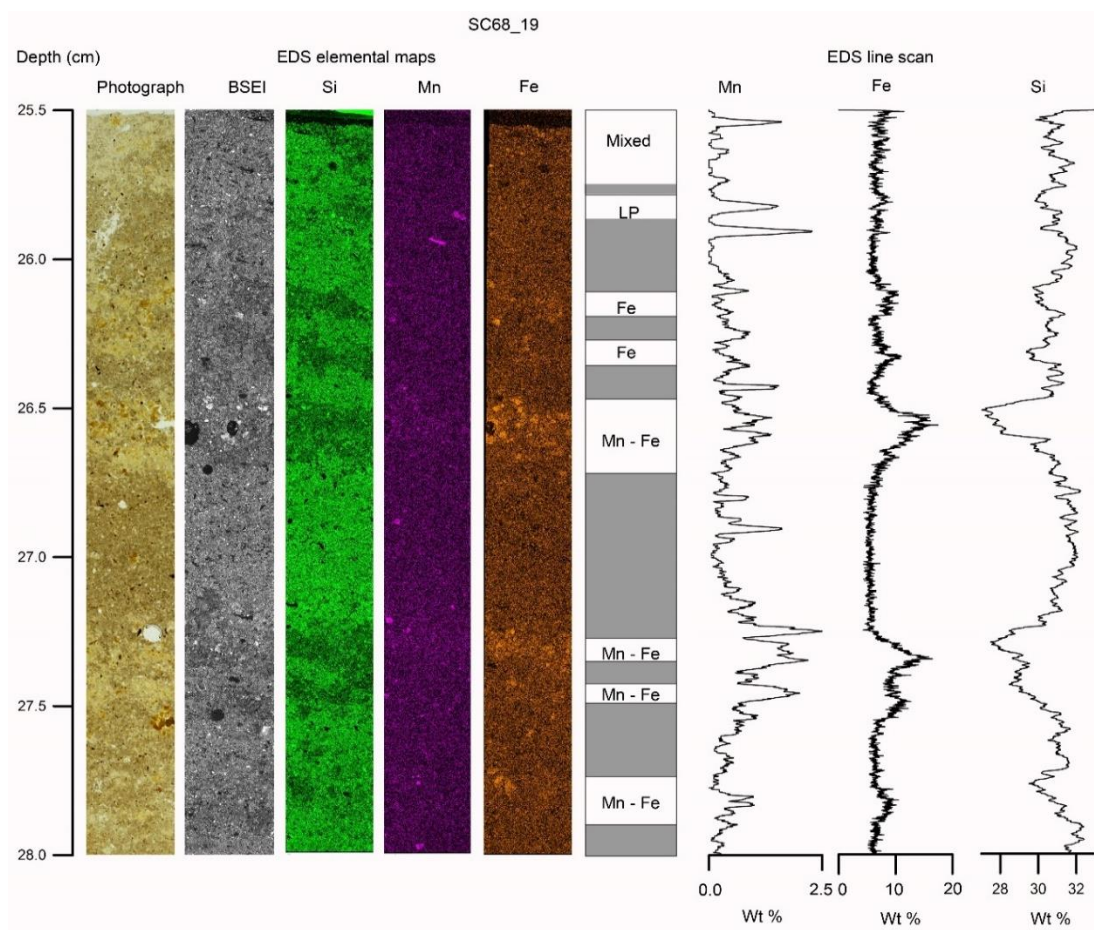 SC68_19
Depth (cm) EDS elemental maps EDS line scan
Photograph BSEI Si Mn Fe Mn Fe Si
25.5
Mixed
LP
26.0
Fe
Fe
26.5
Mn - Fe
27.0
Mn - Fe
27.5 Mn - Fe
Mn - Fe
28.0
0.0 2.5 0 10 20 28 30 32
Wt % Wt % Wt %